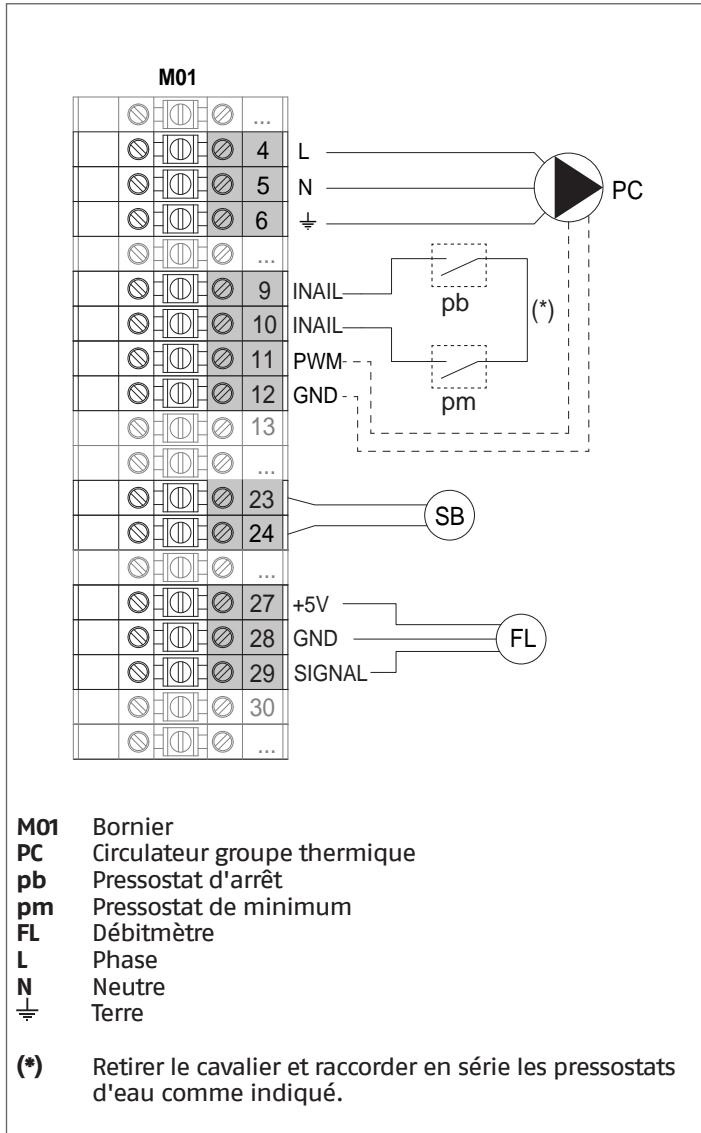 M01
...
4 L
5 N PC
6
...
9 INAIL pb (*)
10 INAIL
11 PWM pm
12 GND
13
...
23
24 SB
...
27 +5V
28 GND FL
29 SIGNAL
30
...
M01 Bornier
PC Circulateur groupe thermique
pb Pressostat d'arrêt
pm Pressostat de minimum
FL Débitmètre
L Phase
N Neutre
⏚ Terre
(*) Retirer le cavalier et raccorder en série les pressostats
d'eau comme indiqué.